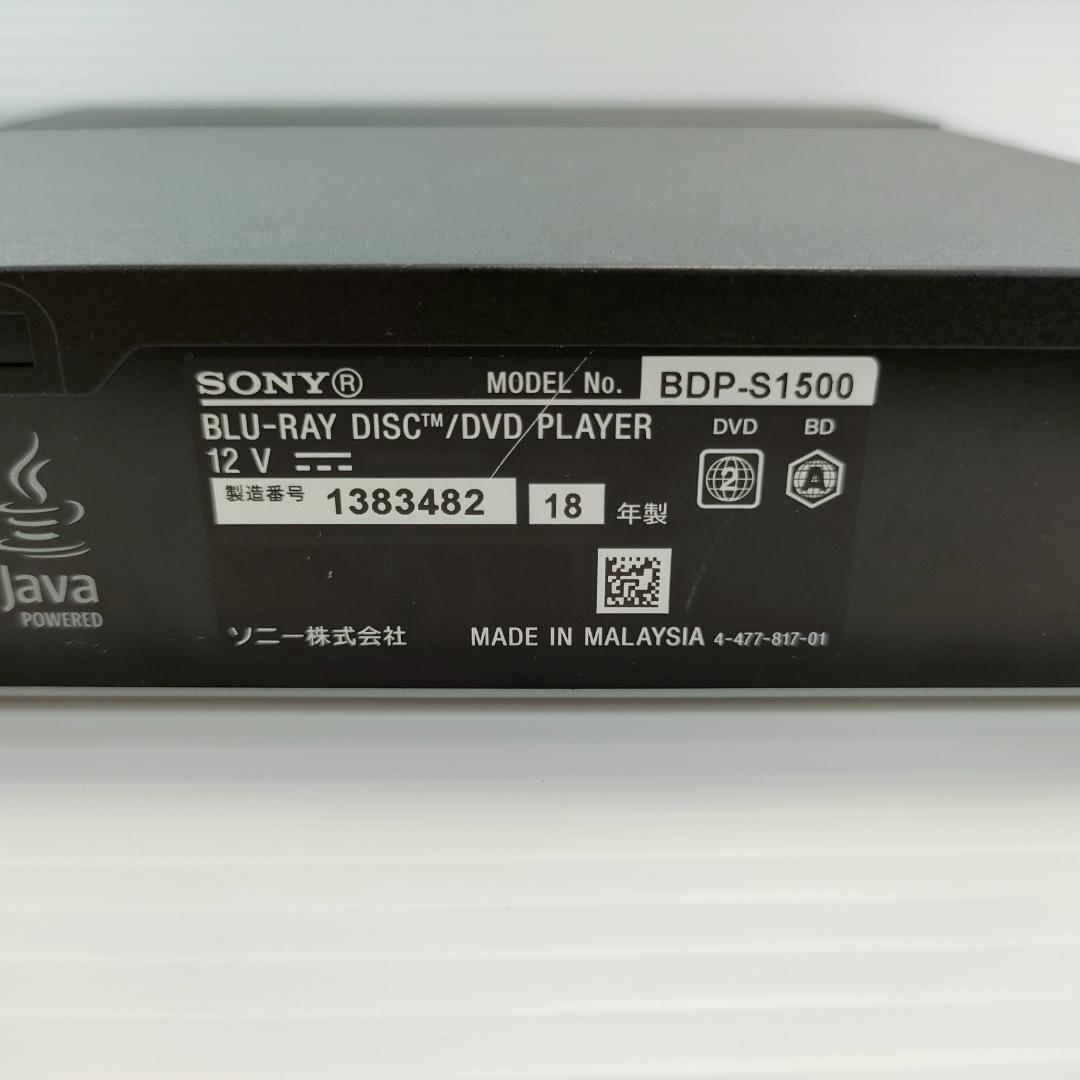 SONY® MODEL No. BDP-S1500
BLU-RAY DISC™/DVD PLAYER DVD BD
12 V 2 A
製造番号 1383482 18 年製
Java
POWERED
ソニー株式会社 MADE IN MALAYSIA 4-477-817-01